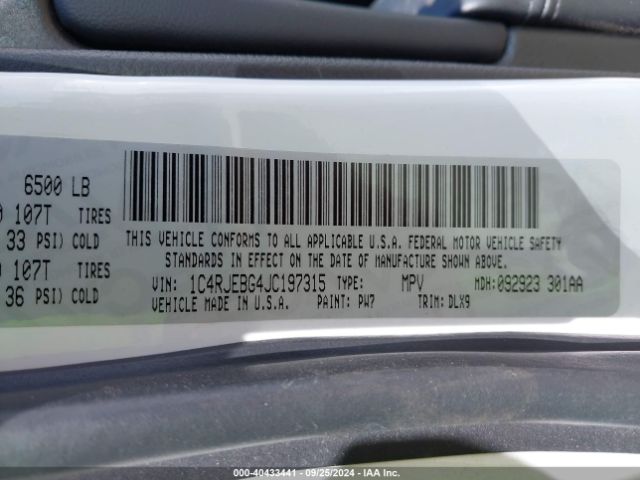 6500 LB
107T TIRES
33 PSI) COLD
107T TIRES
36 PSI) COLD
THIS VEHICLE CONFORMS TO ALL APPLICABLE U.S.A. FEDERAL MOTOR VEHICLE SAFETY
STANDARDS IN EFFECT ON THE DATE OF MANUFACTURE SHOWN ABOVE.
VIN: 1C4RJEBG4JC197315 TYPE: MPV MDH: 092923 301AA
VEHICLE MADE IN U.S.A. PAINT: PW7 TRIM: DLX9
000-40433441 - 09/25/2024 - IAA Inc.